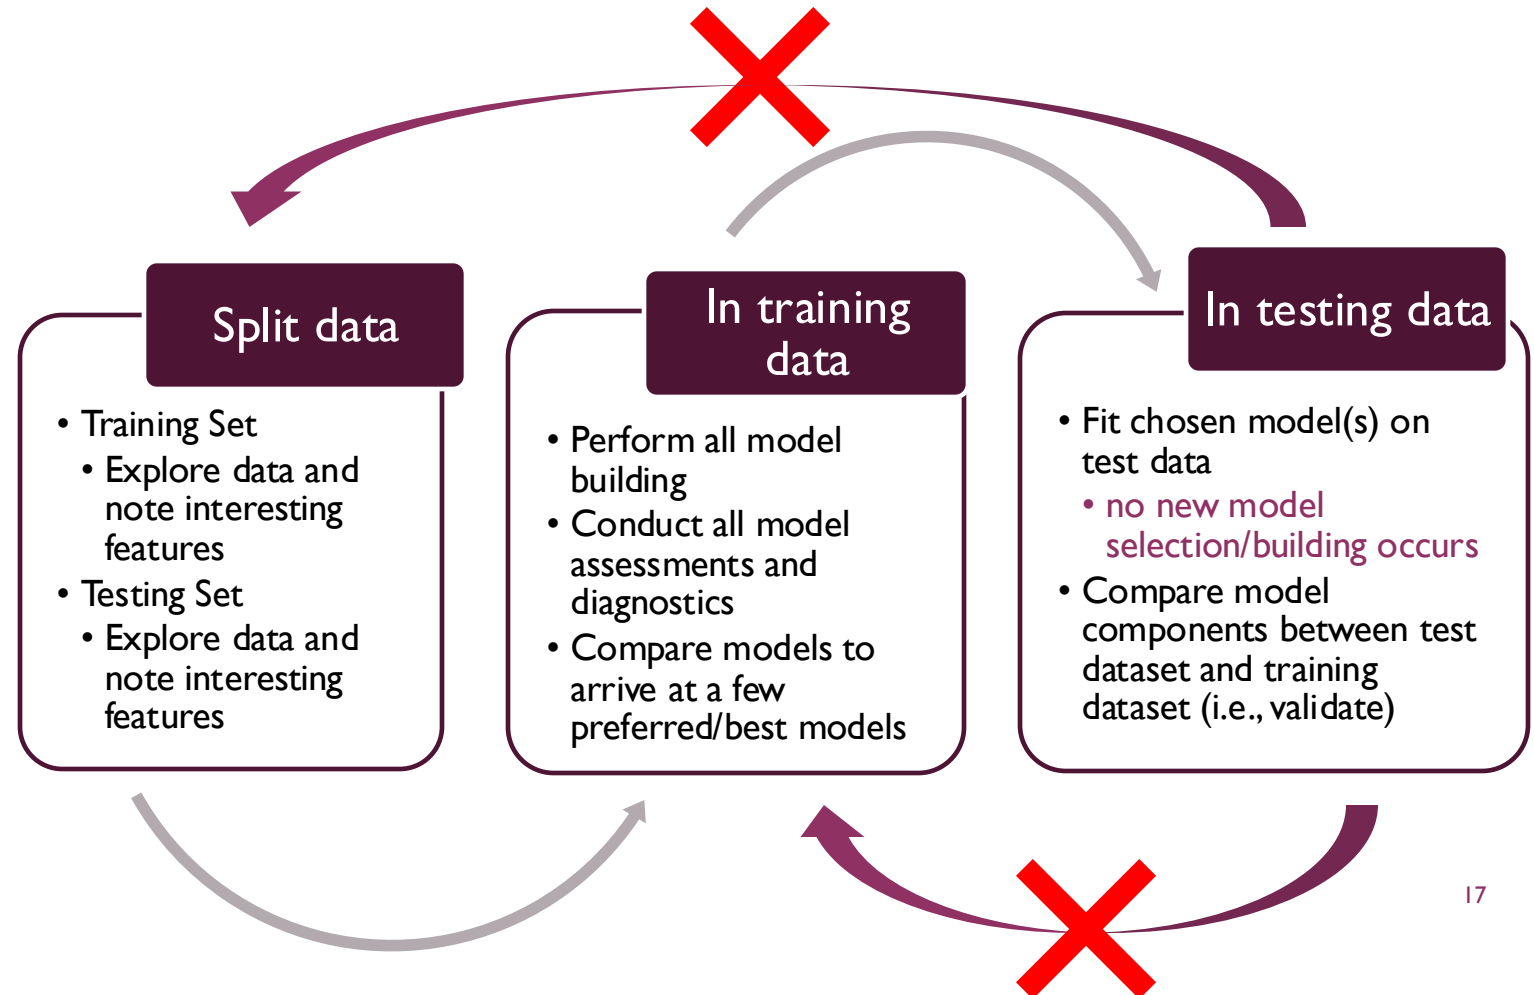 Split data
• Training Set
• Explore data and
note interesting
features
• Testing Set
• Explore data and
note interesting
features
In training
data
• Perform all model
building
• Conduct all model
assessments and
diagnostics
• Compare models to
arrive at a few
preferred/best models
In testing data
• Fit chosen model(s) on
test data
• no new model
selection/building occurs
• Compare model
components between test
dataset and training
dataset (i.e., validate)
17